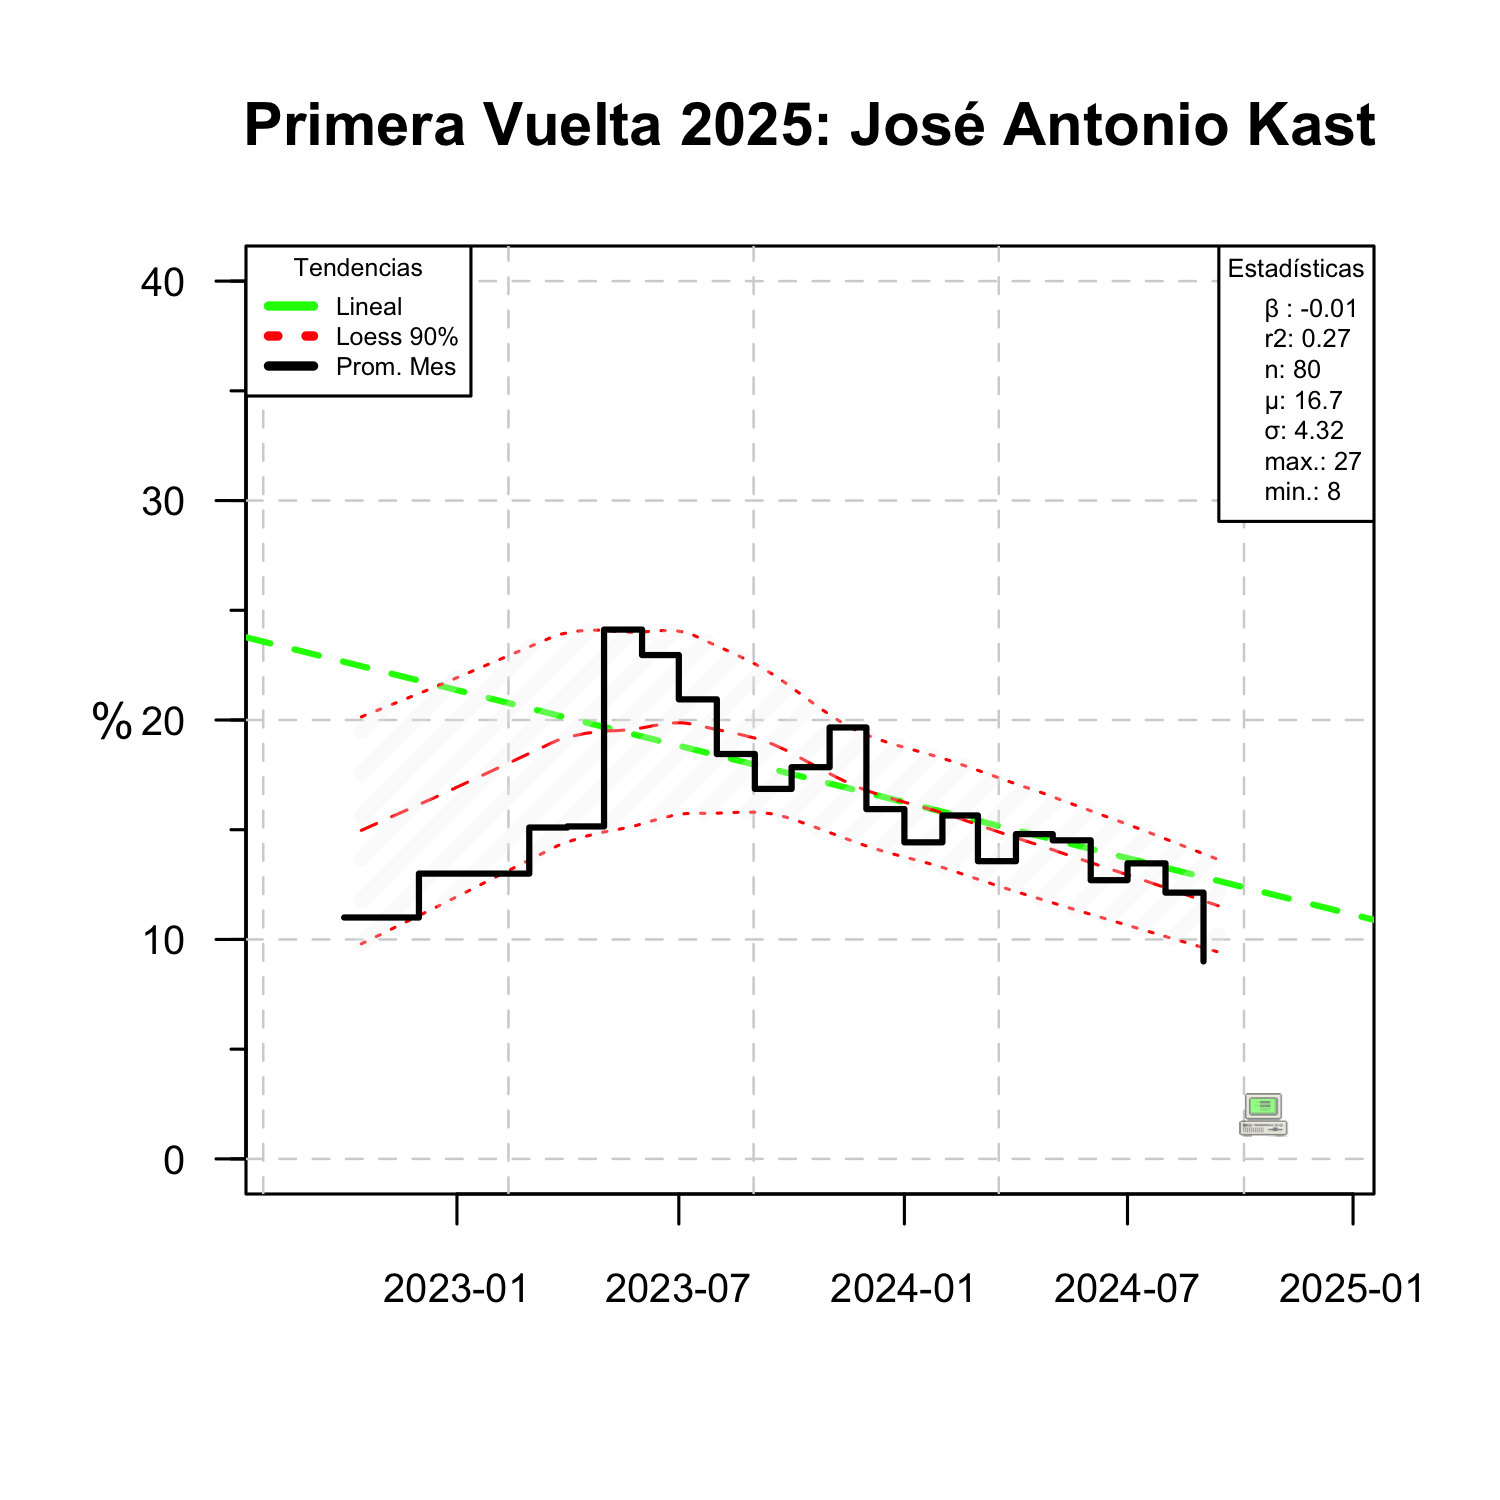 Primera Vuelta 2025: José Antonio Kast
Tendencias
Lineal
Loess 90%
Prom. Mes
Estadísticas
β : -0.01
r2: 0.27
n: 80
μ: 16.7
σ: 4.32
max.: 27
min.: 8
40
30
% 20
10
0
2023-01 2023-07 2024-01 2024-07 2025-01